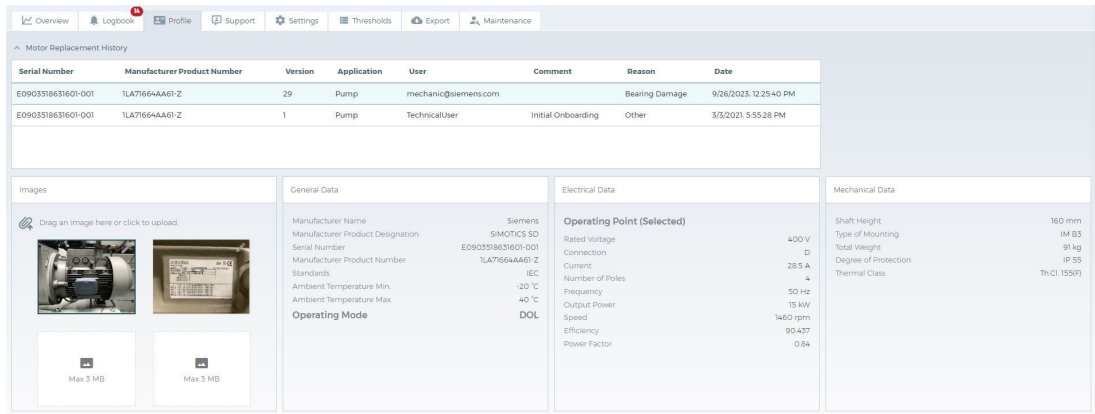 Overview Logbook 14 Profile Support Settings Thresholds Export Maintenance
Motor Replacement History
Serial Number Manufacturer Product Number Version Application User Comment Reason Date
E0903518631601-001 1LA71664AA61-Z 29 Pump mechanic@siemens.com Bearing Damage 9/26/2023, 12:25:40 PM
E0903518631601-001 1LA71664AA61-Z 1 Pump TechnicalUser Initial Onboarding Other 3/3/2021, 5:55:28 PM
Images
Drag an image here or click to upload.
Max 3 MB
Max 3 MB
General Data
Manufacturer Name Siemens
Manufacturer Product Designation SIMOTICS SD
Serial Number E0903518631601-001
Manufacturer Product Number 1LA71664AA61-Z
Standards IEC
Ambient Temperature Min. -20 °C
Ambient Temperature Max. 40 °C
Operating Mode DOL
Electrical Data
Operating Point (Selected)
Rated Voltage 400 V
Connection D
Current 28.5 A
Number of Poles 4
Frequency 50 Hz
Output Power 15 kW
Speed 1460 rpm
Efficiency 90.437
Power Factor 0.84
Mechanical Data
Shaft Height 160 mm
Type of Mounting IM B3
Total Weight 91 kg
Degree of Protection IP 55
Thermal Class Th.Cl. 155(F)